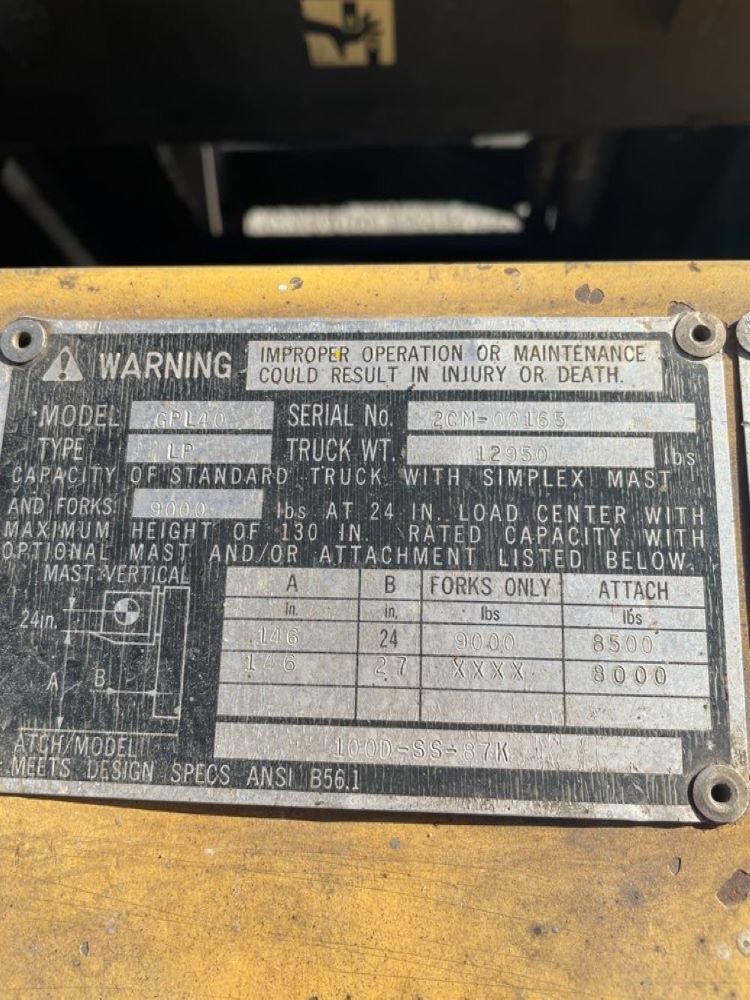 WARNING IMPROPER OPERATION OR MAINTENANCE
COULD RESULT IN INJURY OR DEATH.
MODEL GPL40 SERIAL No. 2CM-00165
TYPE LP TRUCK WT. 12950 lbs
CAPACITY OF STANDARD TRUCK WITH SIMPLEX MAST
AND FORKS 9000 lbs AT 24 IN. LOAD CENTER WITH
MAXIMUM HEIGHT OF 130 IN. RATED CAPACITY WITH
OPTIONAL MAST AND/OR ATTACHMENT LISTED BELOW.
MAST VERTICAL
24in.
A
B
A B FORKS ONLY ATTACH
In. in, lbs lbs
146 24 9000 8500
146 27 XXXX 8000
ATCH/MODEL 100D-SS-87K
MEETS DESIGN SPECS ANSI B56.1